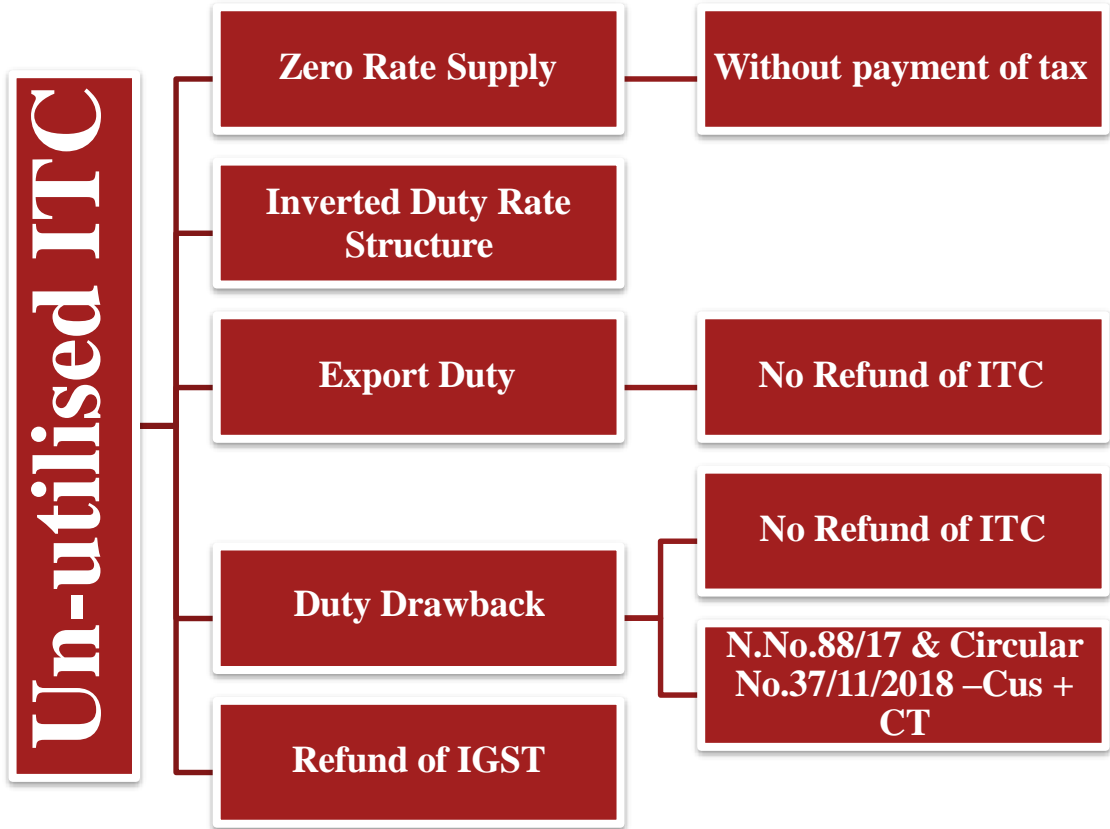 Un-utilised ITC
Zero Rate Supply
Without payment of tax
Inverted Duty Rate
Structure
Export Duty
No Refund of ITC
Duty Drawback
No Refund of ITC
N.No.88/17 & Circular
No.37/11/2018 –Cus +
CT
Refund of IGST